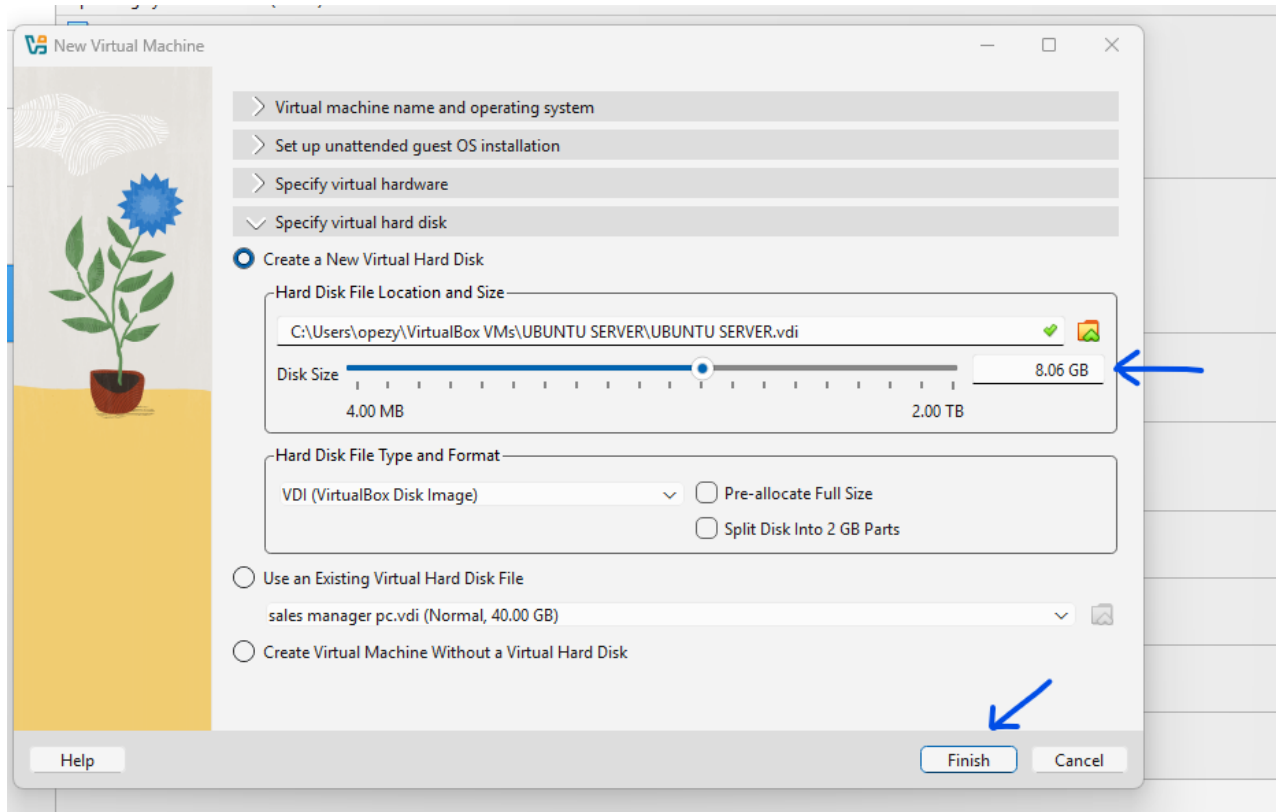 New Virtual Machine
Virtual machine name and operating system
Set up unattended guest OS installation
Specify virtual hardware
Specify virtual hard disk
Create a New Virtual Hard Disk
Hard Disk File Location and Size
C:\Users\opezy\VirtualBox VMs\UBUNTU SERVER\UBUNTU SERVER.vdi
Disk Size 8.06 GB
4.00 MB 2.00 TB
Hard Disk File Type and Format
VDI (VirtualBox Disk Image) Pre-allocate Full Size
Split Disk Into 2 GB Parts
Use an Existing Virtual Hard Disk File
sales manager pc.vdi (Normal, 40.00 GB)
Create Virtual Machine Without a Virtual Hard Disk
Help Finish Cancel